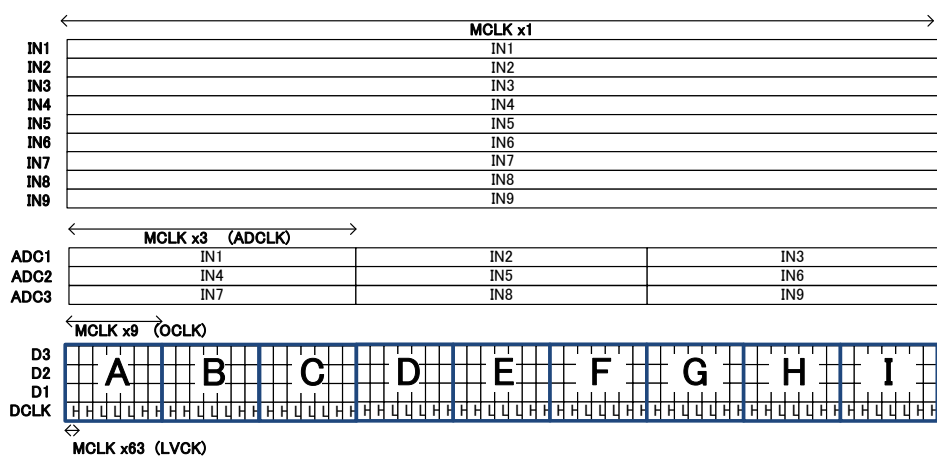 MCLK x1
IN1 IN1
IN2 IN2
IN3 IN3
IN4 IN4
IN5 IN5
IN6 IN6
IN7 IN7
IN8 IN8
IN9 IN9
MCLK x3 (ADCLK)
ADC1 IN1 IN2 IN3
ADC2 IN4 IN5 IN6
ADC3 IN7 IN8 IN9
MCLK x9 (OCLK)
D3
D2 A B C D E F G H I
D1
DCLK H H L L L H H H H L L L H H H H L L L H H H H L L L H H H H L L L H H H H L L L H H H H L L L H H H H L L L H H H H L L L H H
MCLK x63 (LVCK)